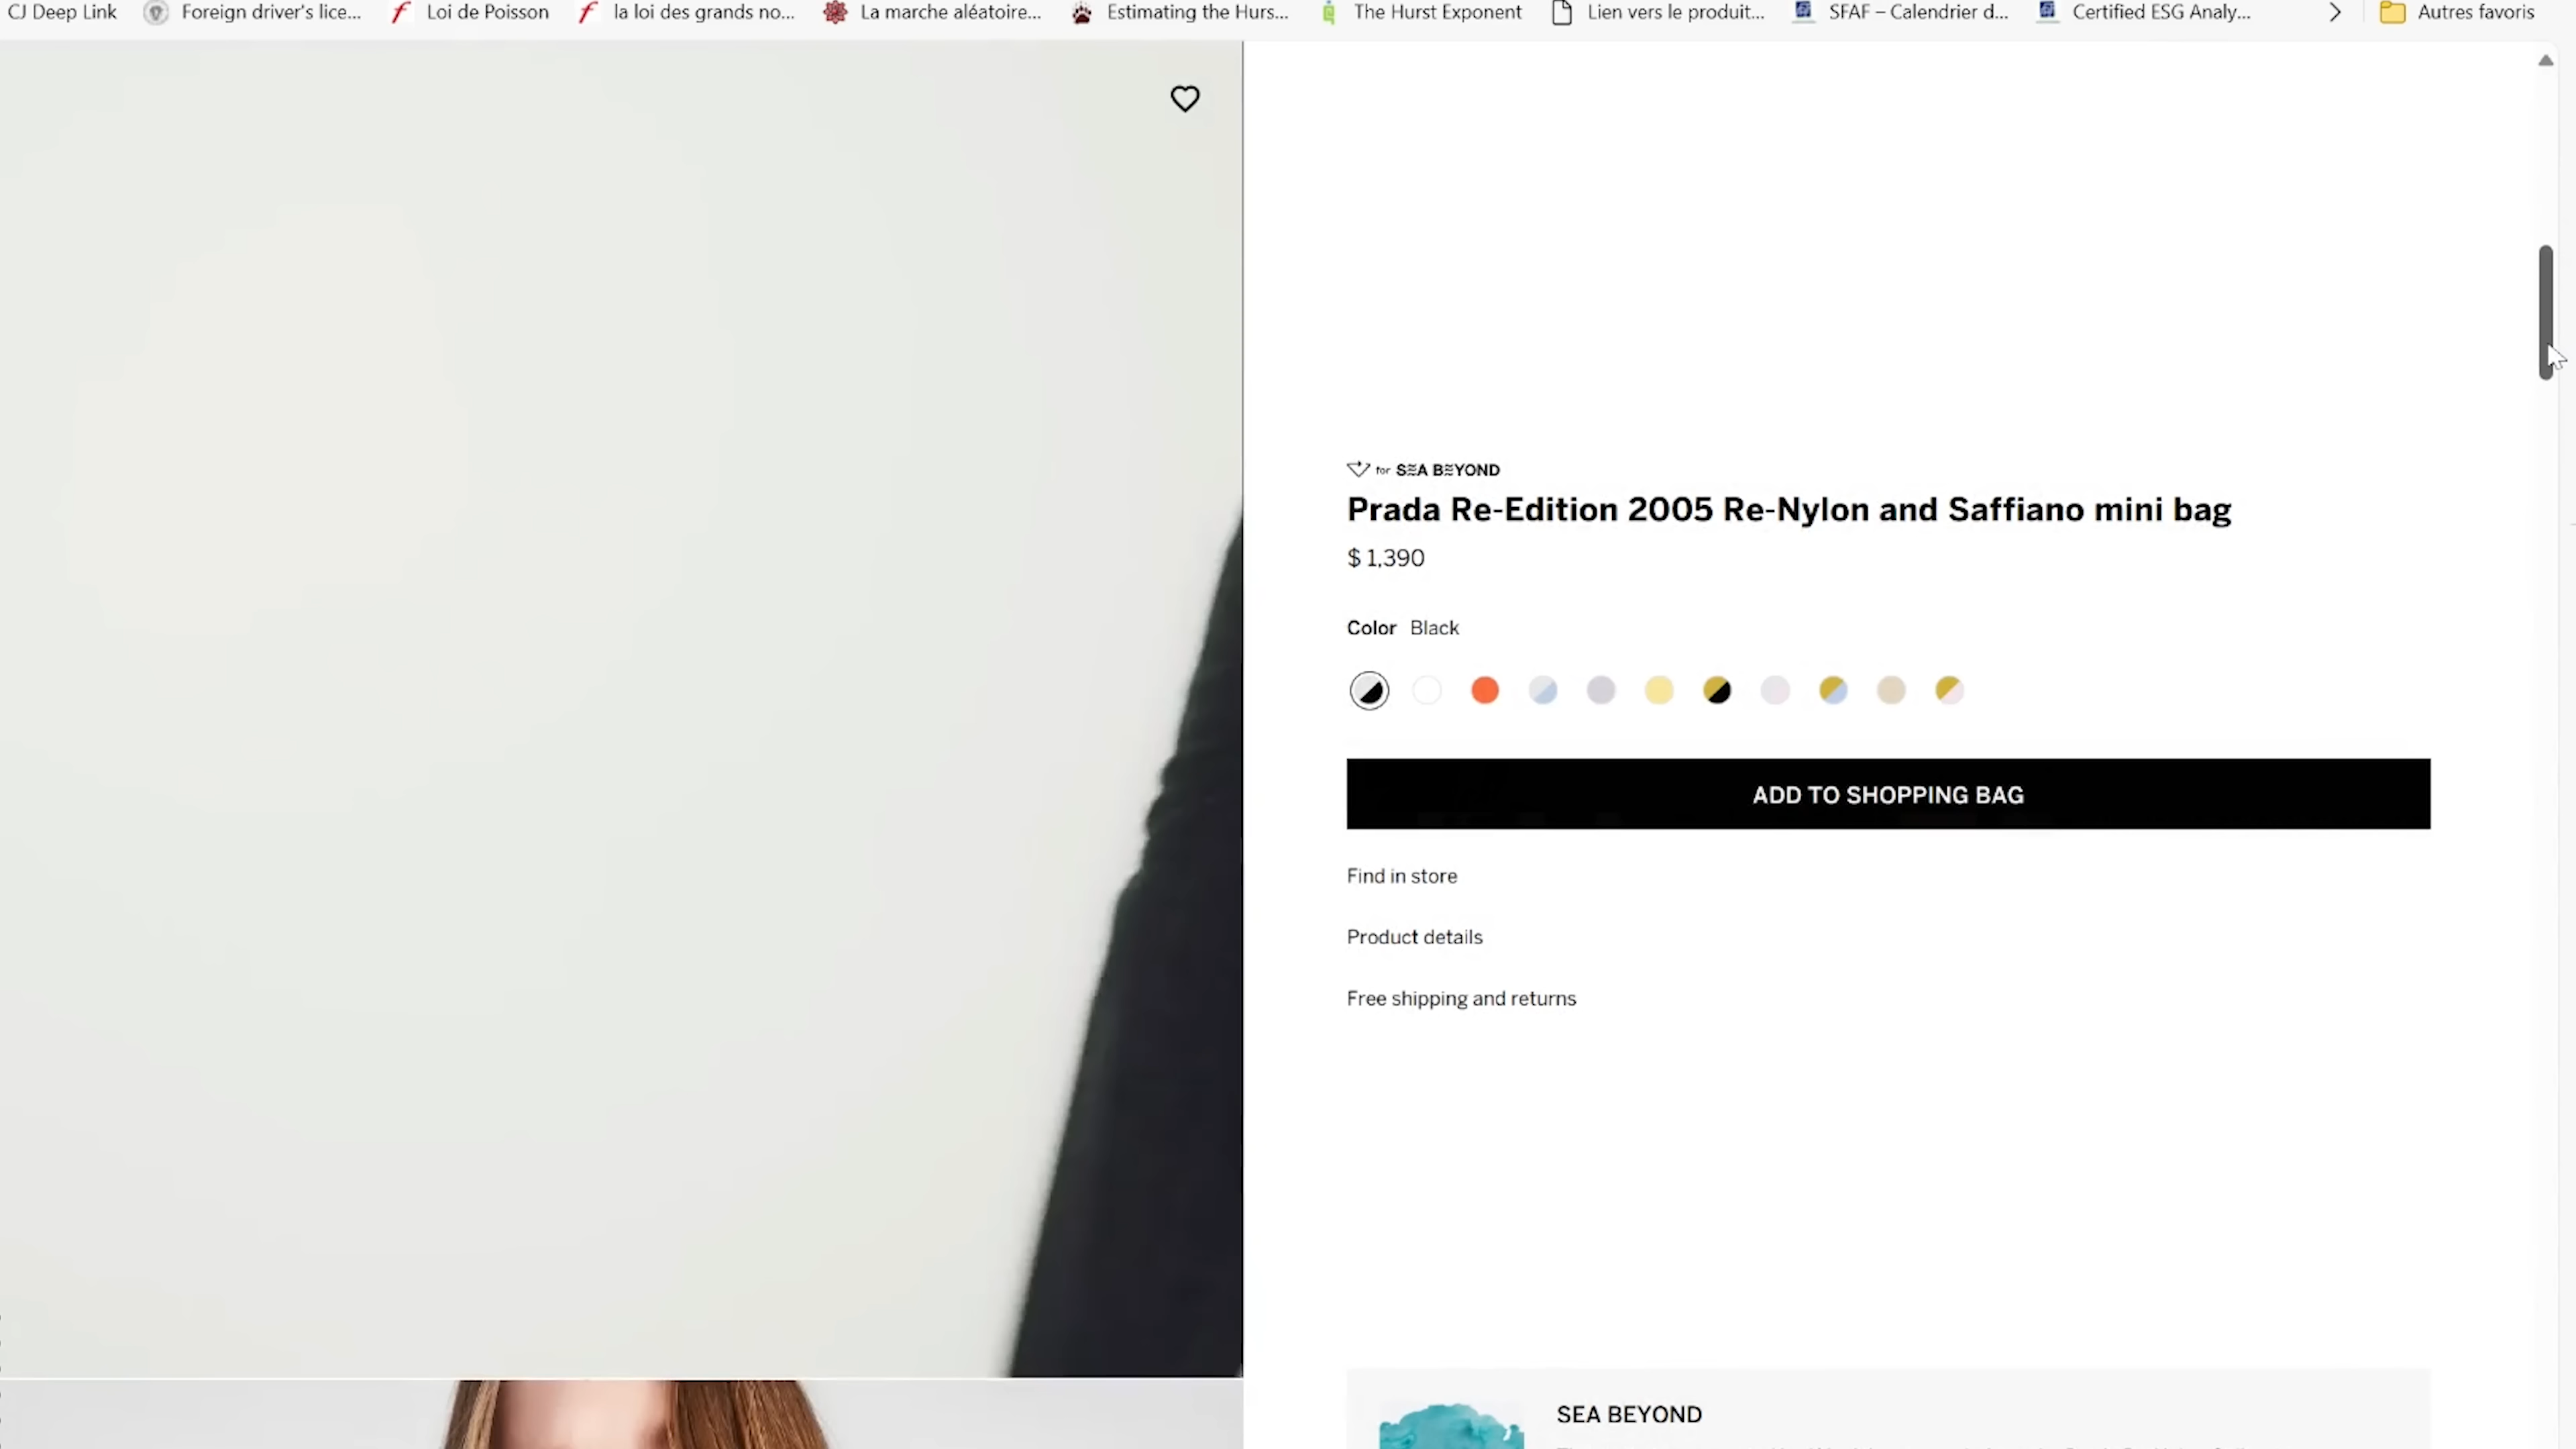 CJ Deep Link Foreign driver's lice... Loi de Poisson la loi des grands no... La marche aléatoire... Estimating the Hurs... The Hurst Exponent Lien vers le produit... SFAF – Calendrier d... Certified ESG Analy... Autres favoris
for SEA BEYOND
Prada Re-Edition 2005 Re-Nylon and Saffiano mini bag
$ 1,390
Color Black
ADD TO SHOPPING BAG
Find in store
Product details
Free shipping and returns
SEA BEYOND